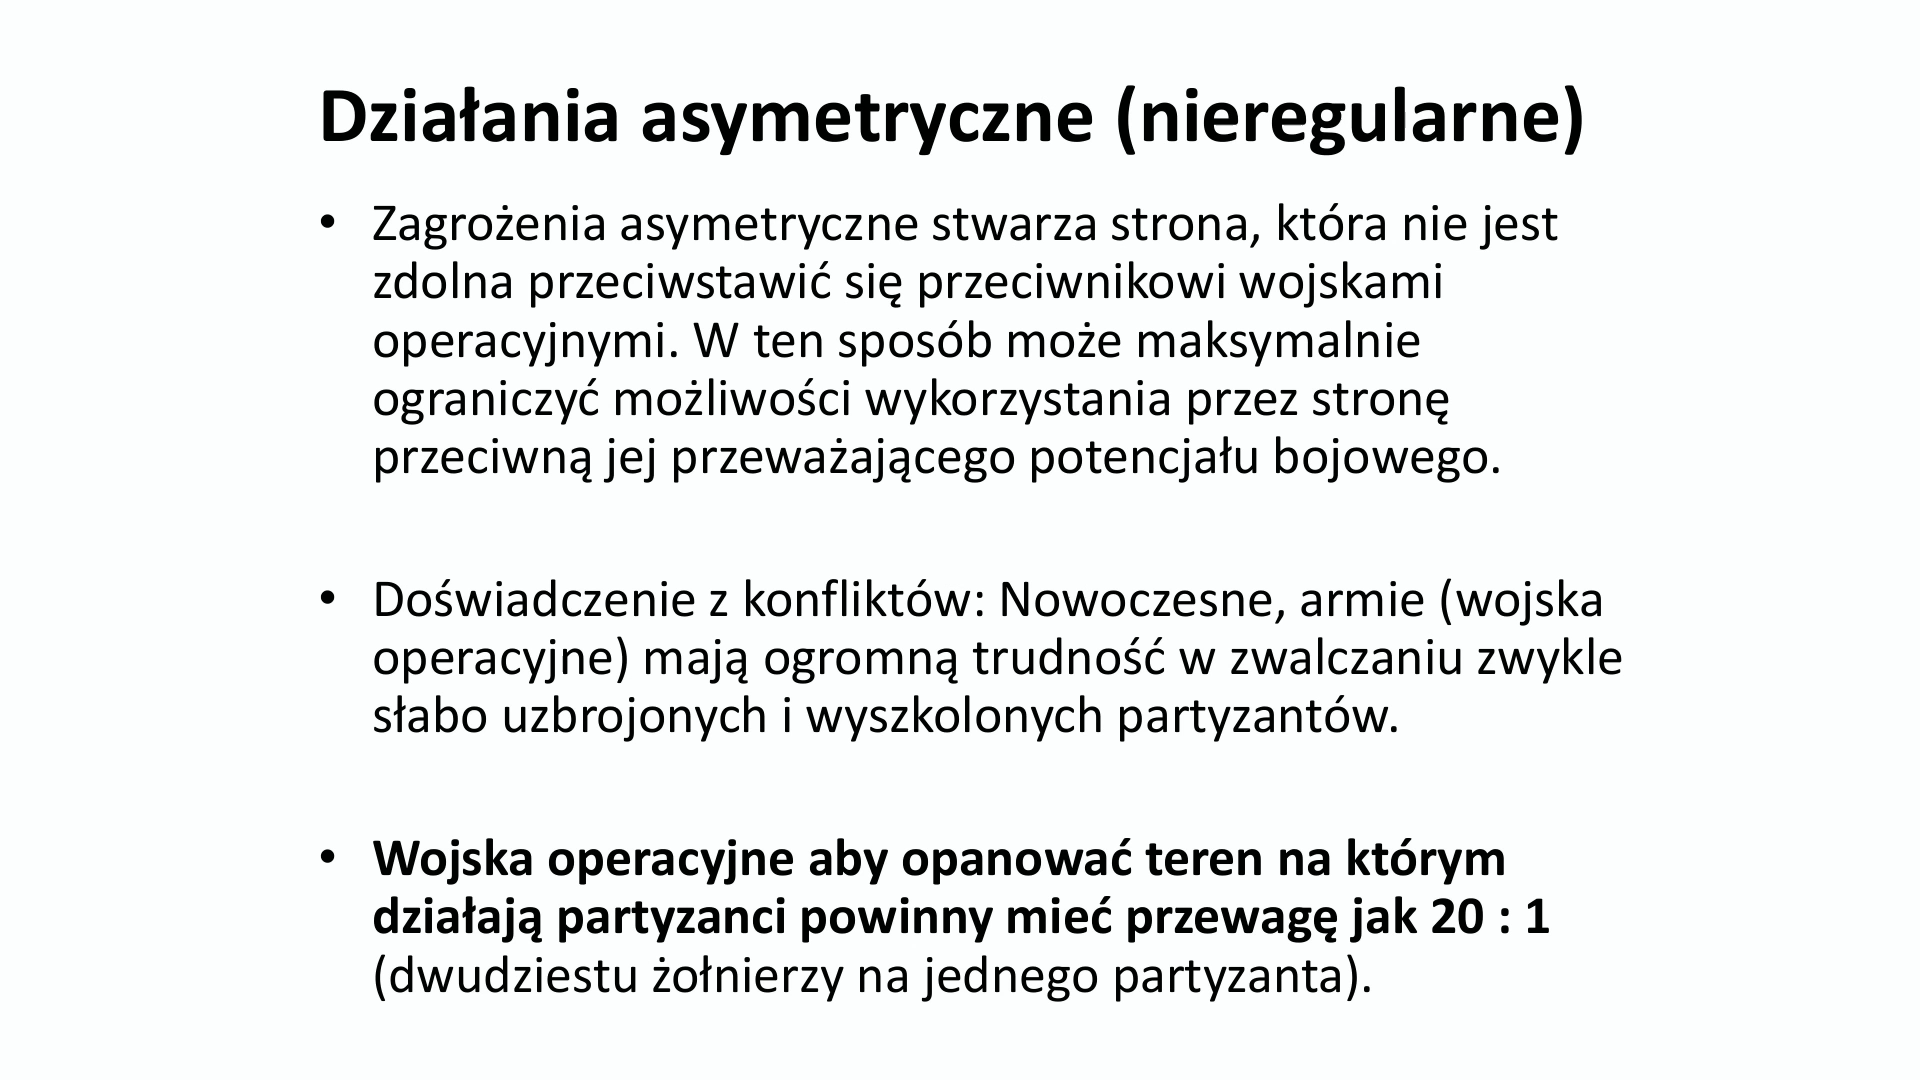 Działania asymetryczne (nieregularne)
• Zagrożenia asymetryczne stwarza strona, która nie jest
zdolna przeciwstawić się przeciwnikowi wojskami
operacyjnymi. W ten sposób może maksymalnie
ograniczyć możliwości wykorzystania przez stronę
przeciwną jej przeważającego potencjału bojowego.
• Doświadczenie z konfliktów: Nowoczesne, armie (wojska
operacyjne) mają ogromną trudność w zwalczaniu zwykle
słabo uzbrojonych i wyszkolonych partyzantów.
• Wojska operacyjne aby opanować teren na którym
działają partyzanci powinny mieć przewagę jak 20 : 1
(dwudziestu żołnierzy na jednego partyzanta).